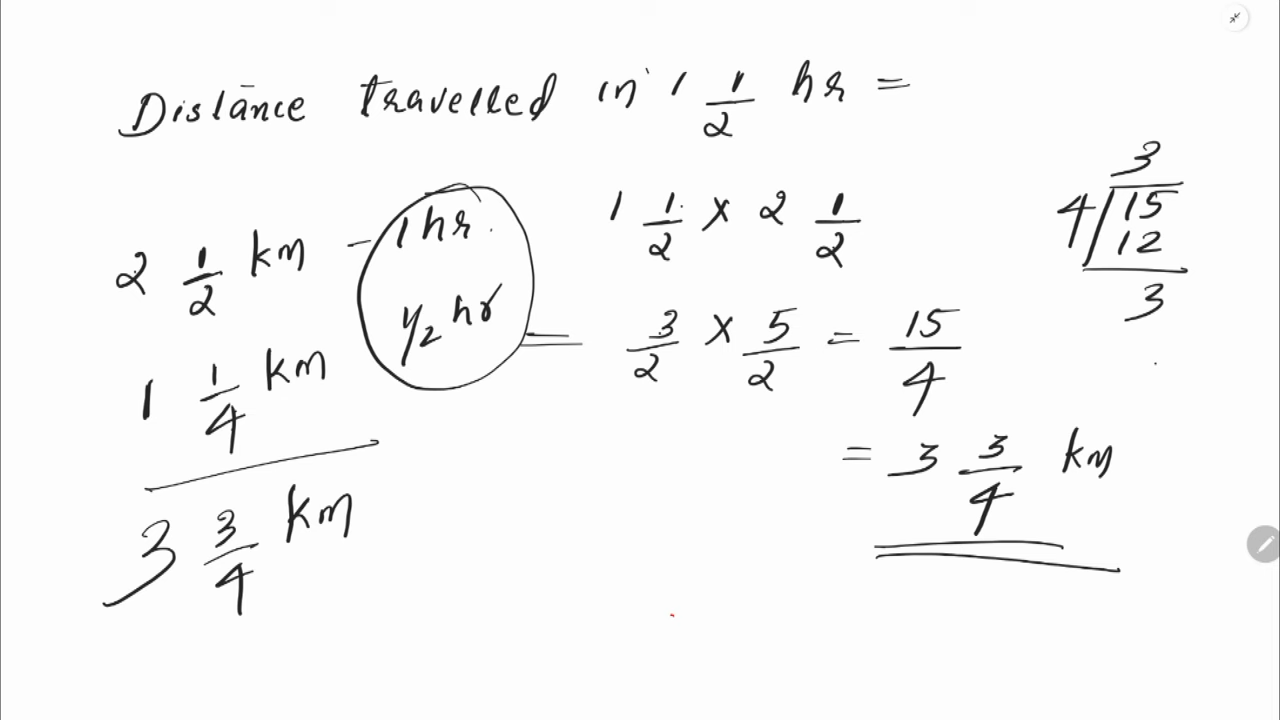 Distance travelled in 1 1/2 hr =
2 1/2 km - 1 hr
1/2 hr
1 1/4 km
3 3/4 km
1 1/2 × 2 1/2
= 3/2 × 5/2 = 15/4
= 3 3/4 km
3
4 15
12
3